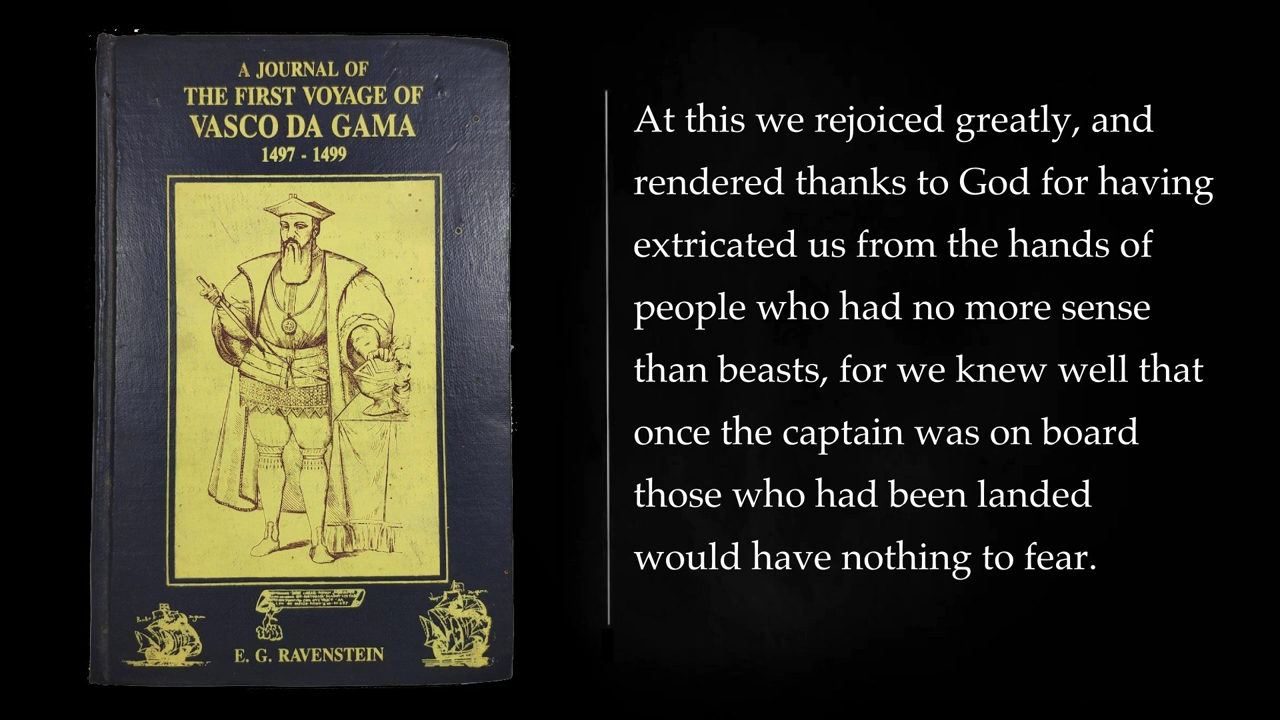 A JOURNAL OF
THE FIRST VOYAGE OF
VASCO DA GAMA
1497 - 1499
E. G. RAVENSTEIN
At this we rejoiced greatly, and
rendered thanks to God for having
extricated us from the hands of
people who had no more sense
than beasts, for we knew well that
once the captain was on board
those who had been landed
would have nothing to fear.